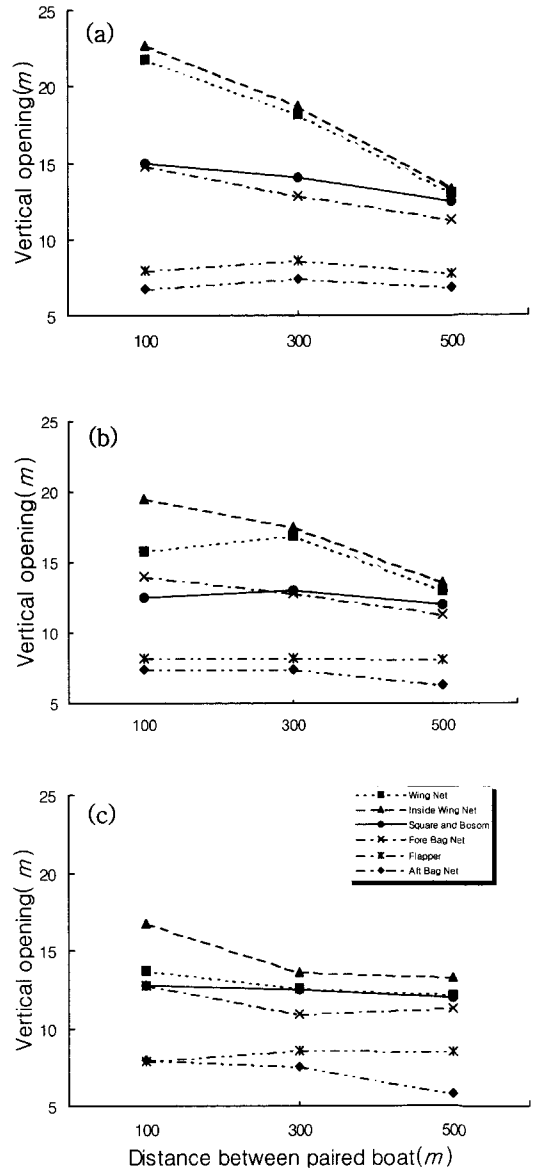 (a)
Vertical opening(m)
25
20
15
10
5
100 300 500
(b)
Vertical opening(m)
25
20
15
10
5
100 300 500
(c)
Vertical opening(m)
25
20
15
10
5
Wing Net
Inside Wing Net
Square and Bosom
Fore Bag Net
Flapper
Aft Bag Net
100 300 500
Distance between paired boat(m)